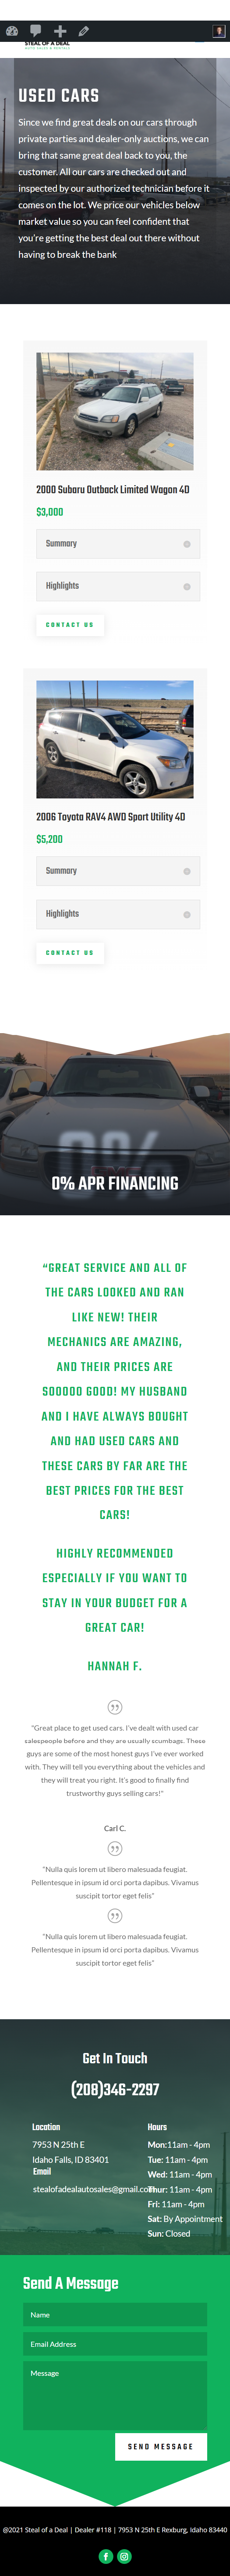 STEAL OF A DEAL
AUTO SALES & RENTALS
USED CARS
Since we find great deals on our cars through
private parties and dealer-only auctions, we can
bring that same great deal back to you, the
customer. All our cars are checked out and
inspected by our authorized technician before it
comes on the lot. We price our vehicles below
market value so you can feel confident that
you're getting the best deal out there without
having to break the bank
2000 Subaru Outback Limited Wagon 4D
$3,000
Summary
Highlights
CONTACT US
2006 Toyota RAV4 AWD Sport Utility 4D
$5,200
Summary
Highlights
CONTACT US
0%
0% APR FINANCING
"GREAT SERVICE AND ALL OF
THE CARS LOOKED AND RAN
LIKE NEW! THEIR
MECHANICS ARE AMAZING,
AND THEIR PRICES ARE
SOOOOO GOOD! MY HUSBAND
AND I HAVE ALWAYS BOUGHT
AND HAD USED CARS AND
THESE CARS BY FAR ARE THE
BEST PRICES FOR THE BEST
CARS!
HIGHLY RECOMMENDED
ESPECIALLY IF YOU WANT TO
STAY IN YOUR BUDGET FOR A
GREAT CAR!
HANNAH F.
"Great place to get used cars. I've dealt with used car
salespeople before and they are usually scumbags. These
guys are some of the most honest guys I've ever worked
with. They will tell you everything about the vehicles and
they will treat you right. It's good to finally find
trustworthy guys selling cars!"
Carl C.
"Nulla quis lorem ut libero malesuada feugiat.
Pellentesque in ipsum id orci porta dapibus. Vivamus
suscipit tortor eget felis"
"Nulla quis lorem ut libero malesuada feugiat.
Pellentesque in ipsum id orci porta dapibus. Vivamus
suscipit tortor eget felis"
Get In Touch
(208)346-2297
Location
7953 N 25th E
Idaho Falls, ID 83401
Email
stealofadealautosales@gmail.com
Hours
Mon:11am - 4pm
Tue: 11am - 4pm
Wed: 11am - 4pm
Thur: 11am - 4pm
Fri: 11am - 4pm
Sat: By Appointment
Sun: Closed
Send A Message
Name
Email Address
Message
SEND MESSAGE
@2021 Steal of a Deal | Dealer #118 | 7953 N 25th E Rexburg, Idaho 83440